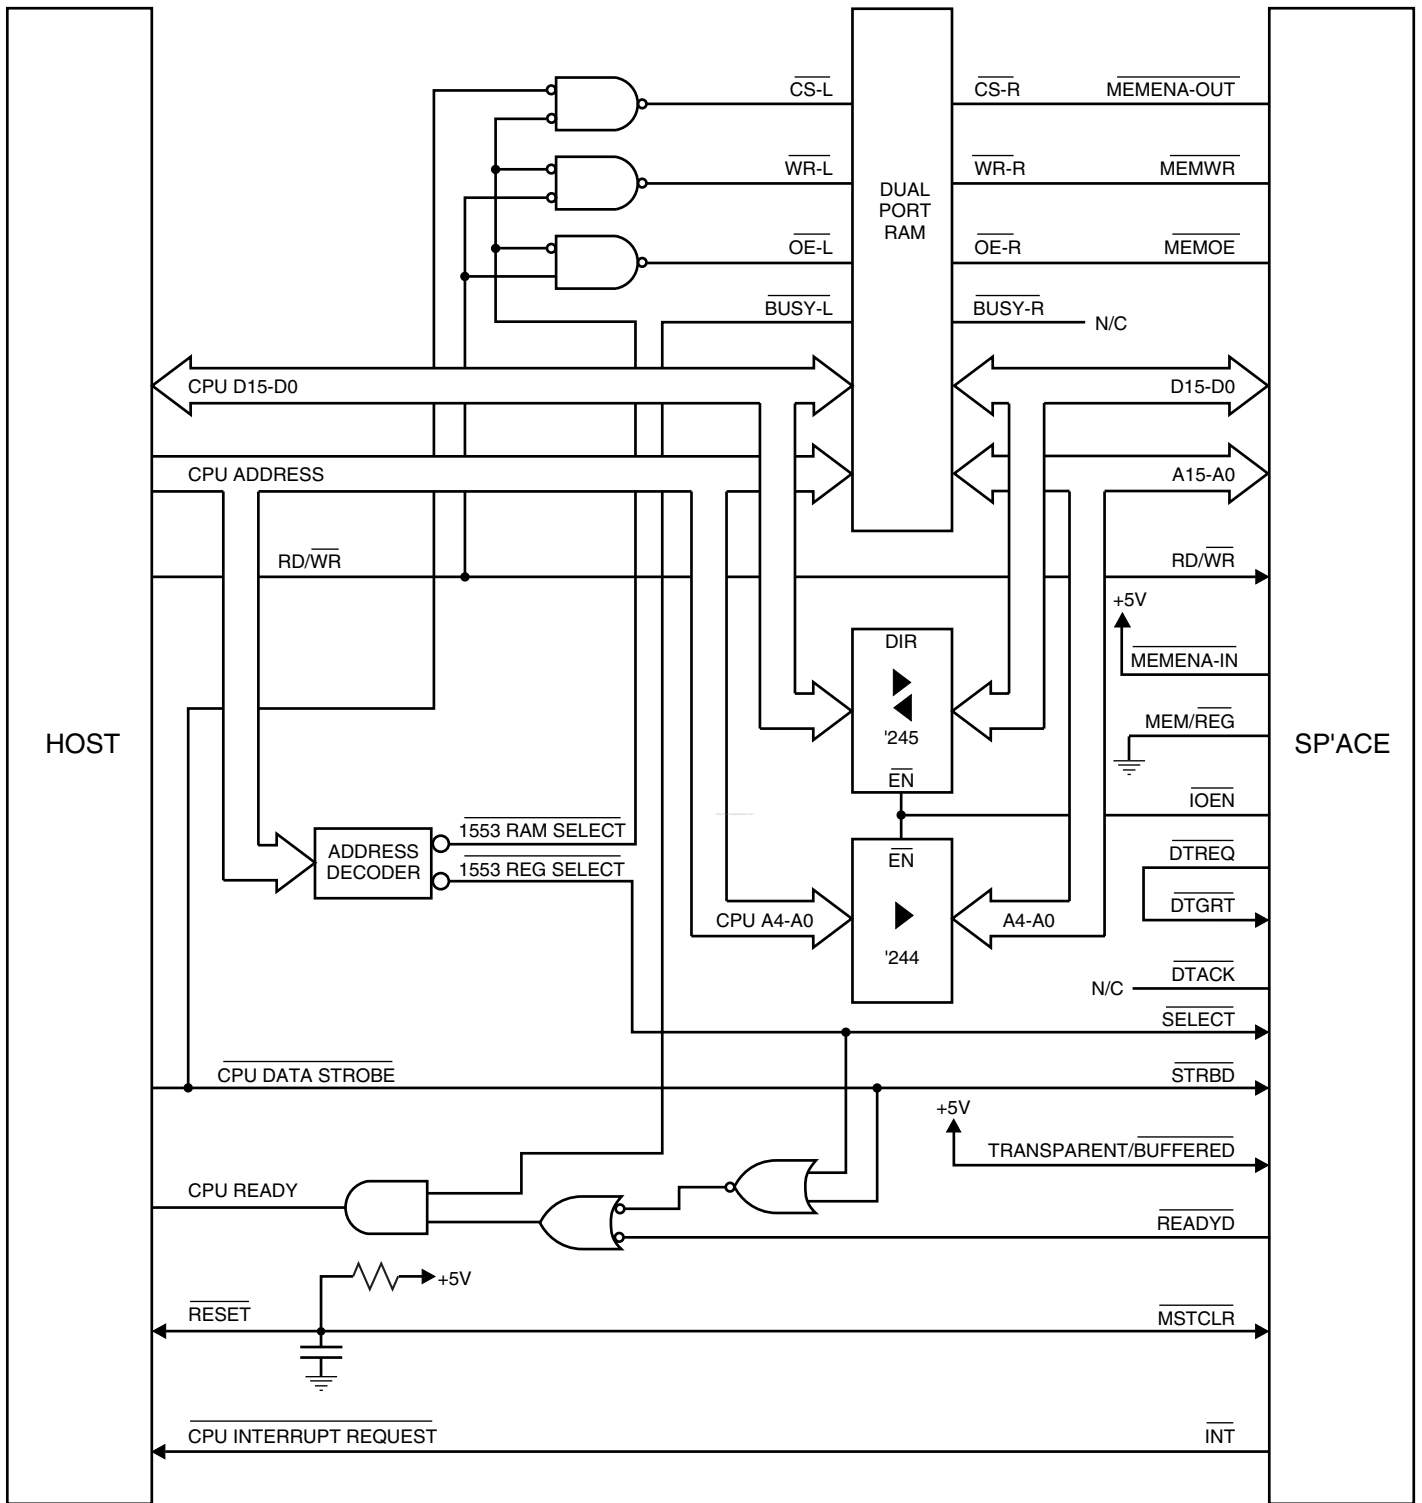 CS-L
CS-R
MEMENA-OUT
WR-L
WR-R
MEMWR
DUAL
PORT
RAM
OE-L
OE-R
MEMOE
BUSY-L
BUSY-R
N/C
CPU D15-D0
D15-D0
CPU ADDRESS
A15-A0
RD/WR
RD/WR
+5V
DIR
MEMENA-IN
MEM/REG
'245
HOST
SP'ACE
EN
IOEN
1553 RAM SELECT
ADDRESS
DECODER
1553 REG SELECT
EN
DTREQ
CPU A4-A0
A4-A0
DTGRT
'244
DTACK
N/C
SELECT
CPU DATA STROBE
STRBD
+5V
TRANSPARENT/BUFFERED
CPU READY
READYD
+5V
RESET
MSTCLR
CPU INTERRUPT REQUEST
INT